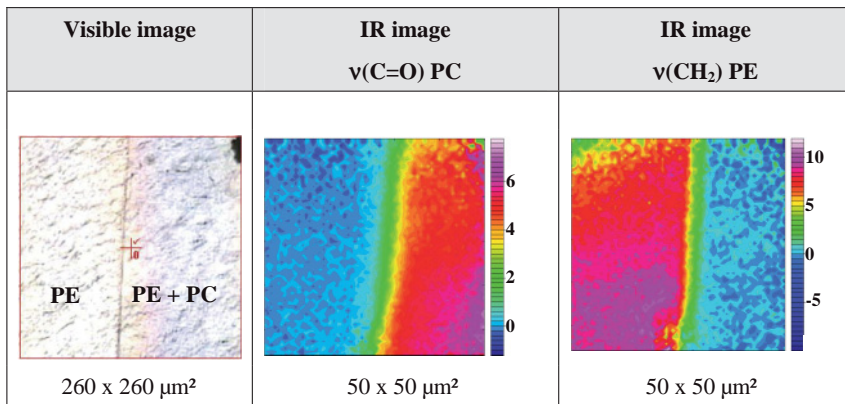 Visible image
IR image
ν(C=O) PC
IR image
ν(CH₂) PE
PE
PE + PC
0
6
4
2
0
10
5
0
-5
260 x 260 µm²
50 x 50 µm²
50 x 50 µm²